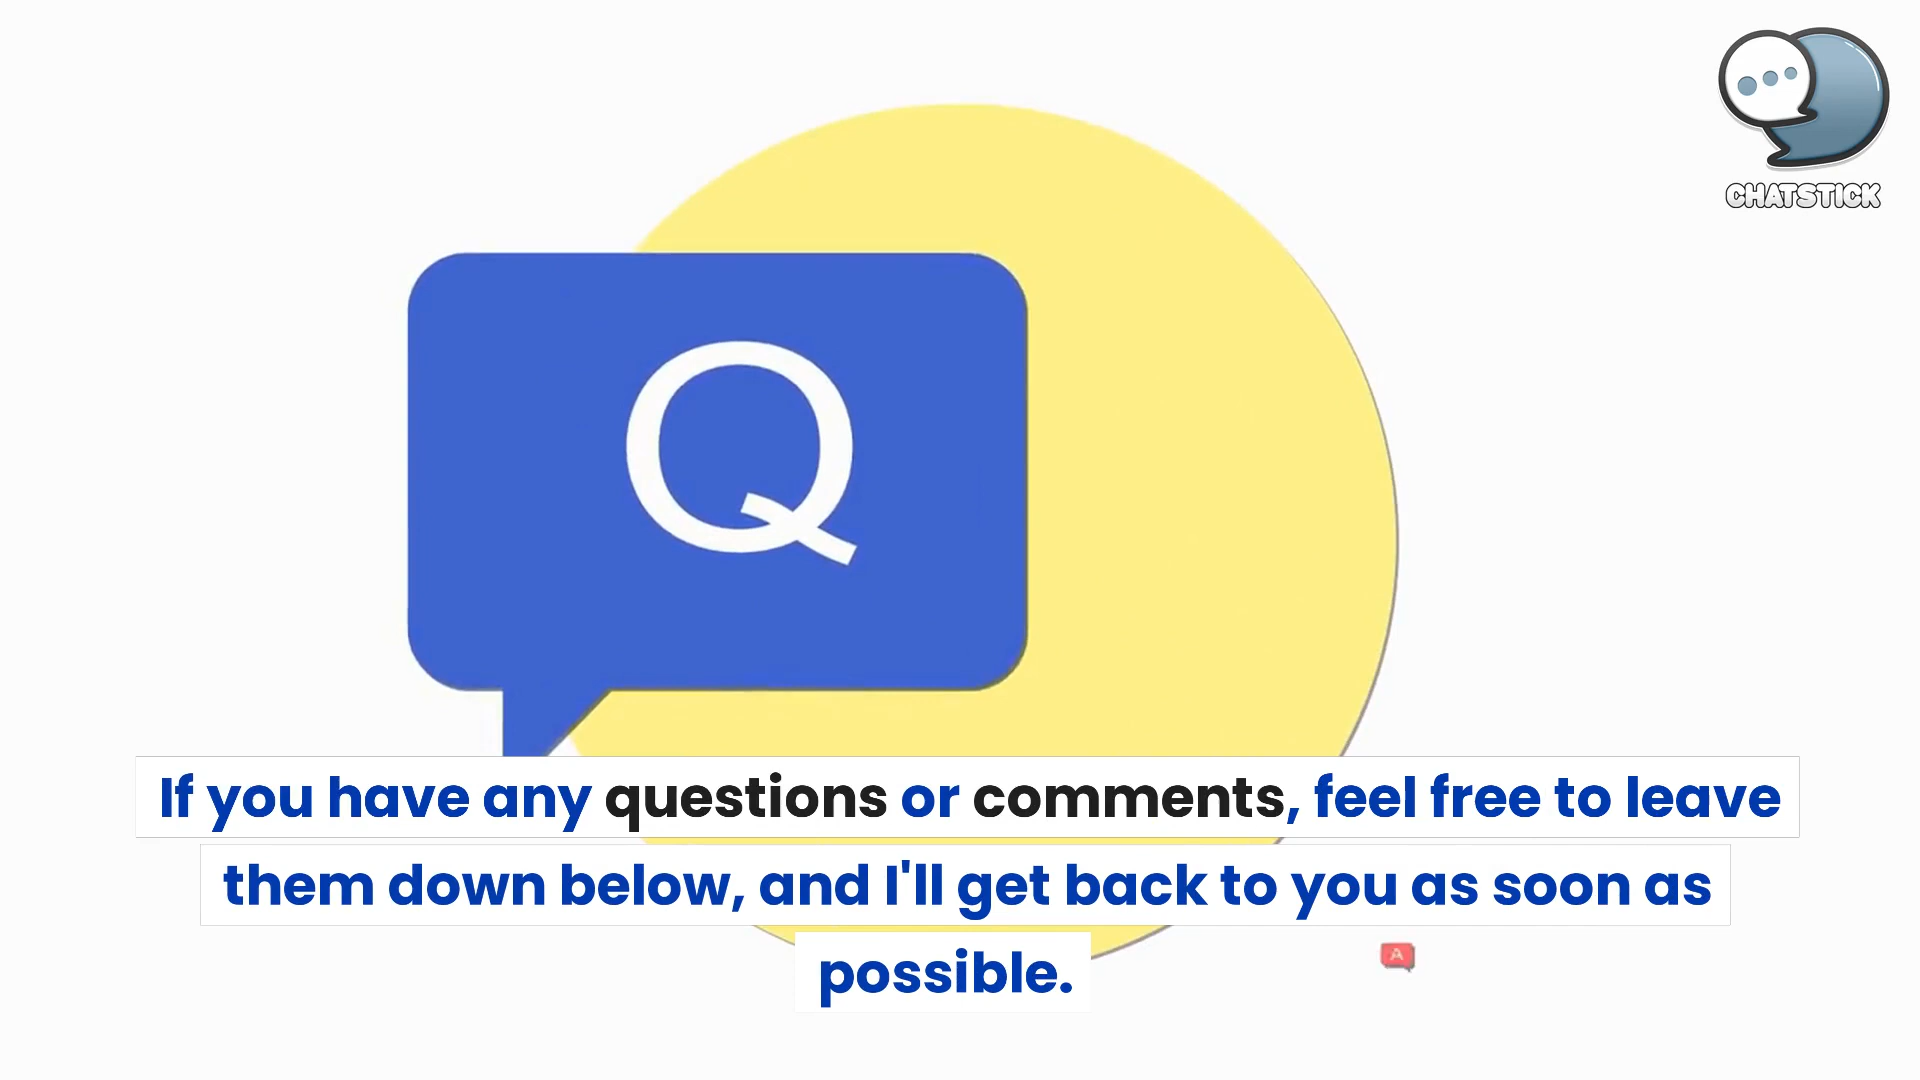 CHATSTICK
Q
If you have any questions or comments, feel free to leave
them down below, and I'll get back to you as soon as
possible.
A